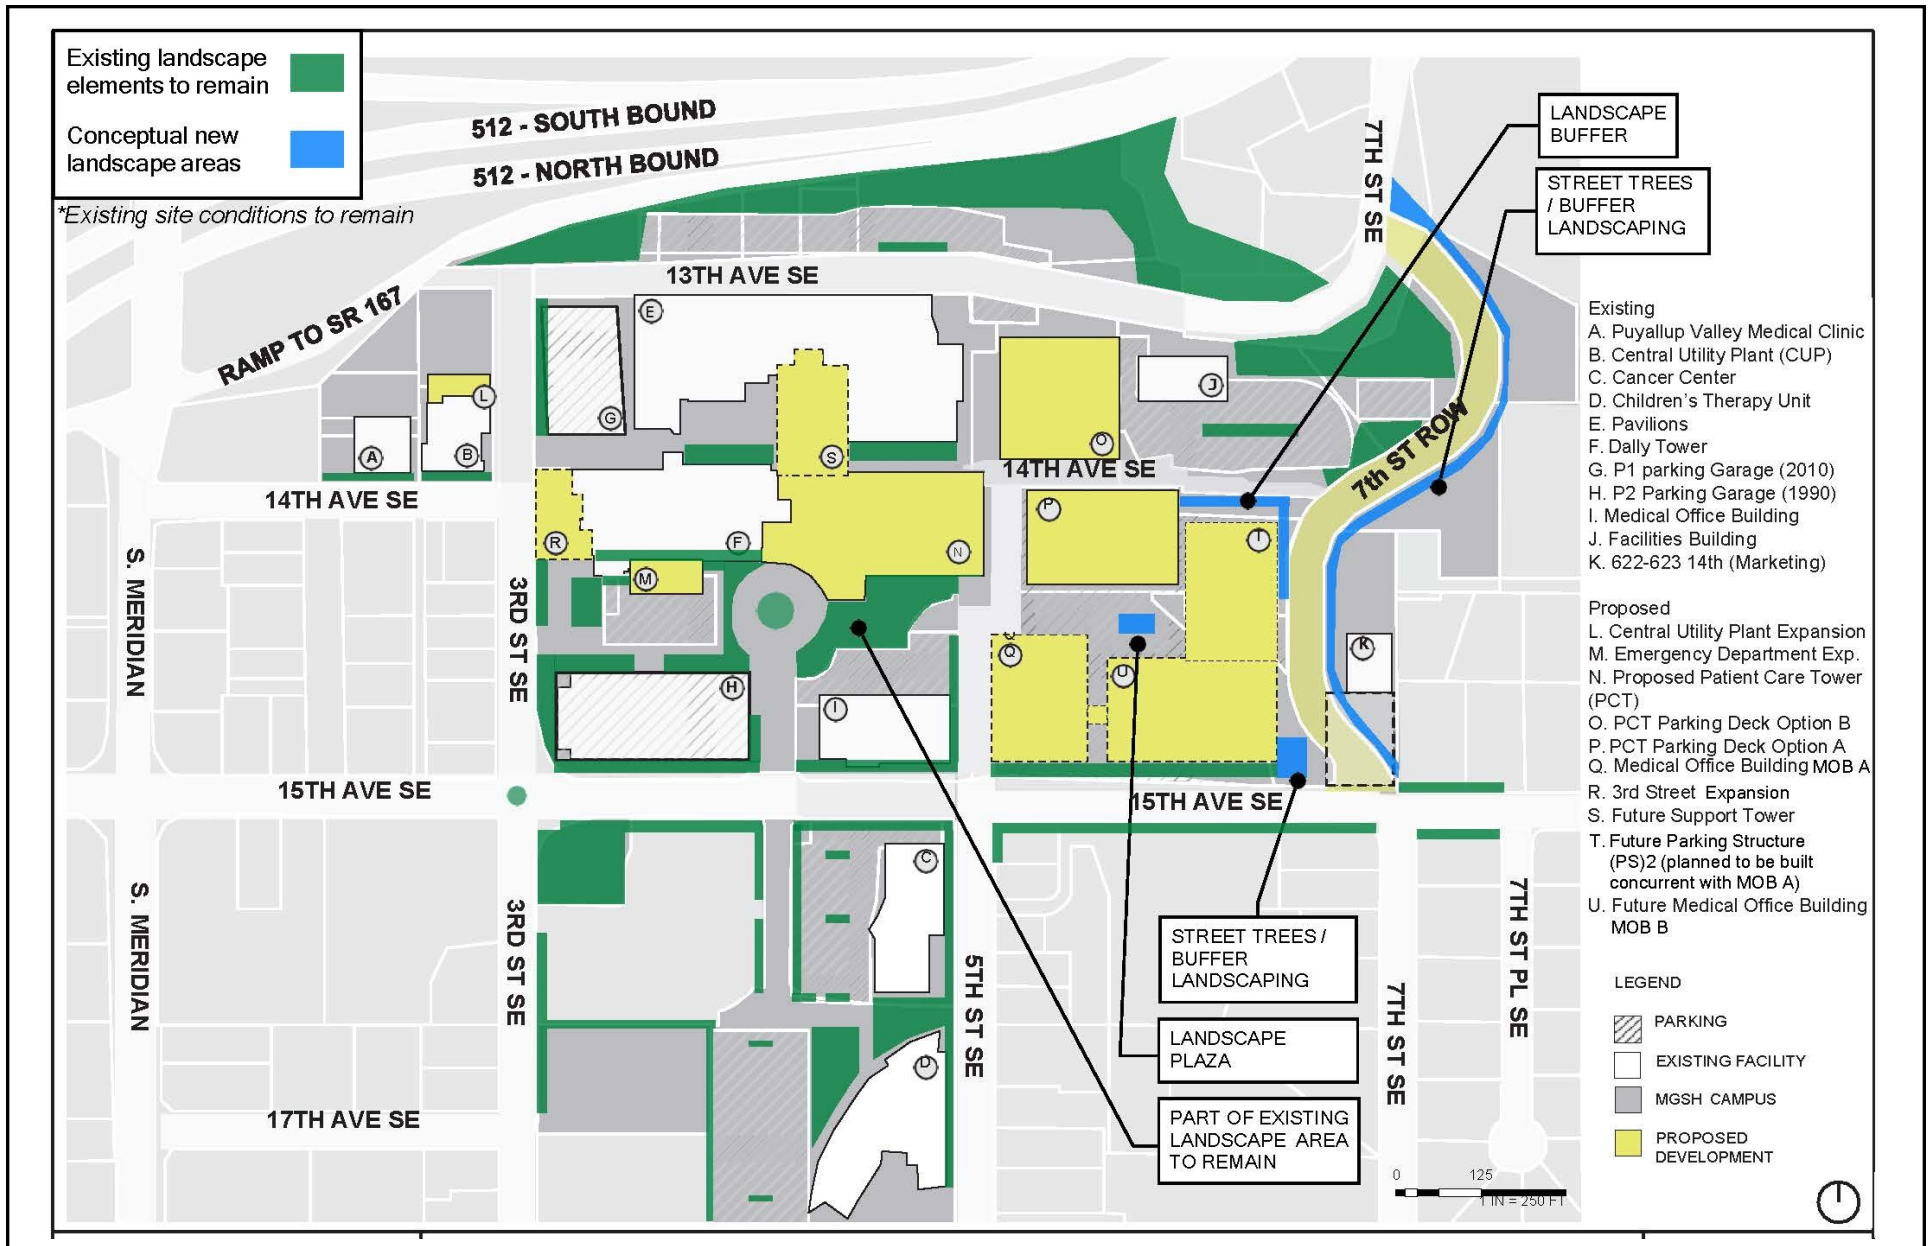 Existing landscape
elements to remain
Conceptual new
landscape areas
*Existing site conditions to remain
512 - SOUTH BOUND
512 - NORTH BOUND
RAMP TO SR 167
13TH AVE SE
7TH ST SE
LANDSCAPE
BUFFER
STREET TREES
/ BUFFER
LANDSCAPING
E
G
L
A
B
S
O
J
14TH AVE SE
14TH AVE SE
7th ST ROW
R
F
N
M
P
T
Q
U
K
H
I
S. MERIDIAN
3RD ST SE
15TH AVE SE
15TH AVE SE
C
D
S. MERIDIAN
3RD ST SE
5TH ST SE
7TH ST SE
7TH ST PL SE
17TH AVE SE
STREET TREES /
BUFFER
LANDSCAPING
LANDSCAPE
PLAZA
PART OF EXISTING
LANDSCAPE AREA
TO REMAIN
Existing
A. Puyallup Valley Medical Clinic
B. Central Utility Plant (CUP)
C. Cancer Center
D. Children's Therapy Unit
E. Pavilions
F. Dally Tower
G. P1 parking Garage (2010)
H. P2 Parking Garage (1990)
I. Medical Office Building
J. Facilities Building
K. 622-623 14th (Marketing)
Proposed
L. Central Utility Plant Expansion
M. Emergency Department Exp.
N. Proposed Patient Care Tower
(PCT)
O. PCT Parking Deck Option B
P. PCT Parking Deck Option A
Q. Medical Office Building MOB A
R. 3rd Street Expansion
S. Future Support Tower
T. Future Parking Structure
(PS)2 (planned to be built
concurrent with MOB A)
U. Future Medical Office Building
MOB B
LEGEND
PARKING
EXISTING FACILITY
MGSH CAMPUS
PROPOSED
DEVELOPMENT
0 125
1 IN = 250 FT